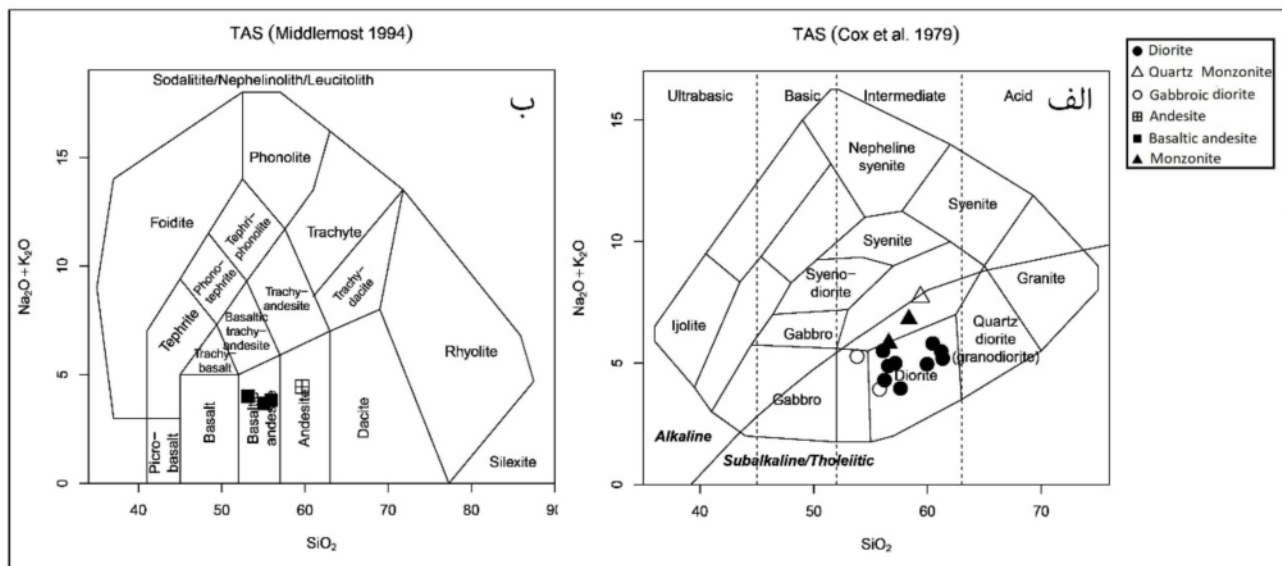 TAS (Middlemost 1994)
Sodalitite/Nephelinolith/Leucitolith
ب
Phonolite
Foidite
Tephri-
phonolite
Trachyte
Phono-
tephrite
Trachy-
andesite
Trachy-
dacite
Tephrite
Basaltic
trachy-
andesite
Trachy-
basalt
Rhyolite
Picro-
basalt
Basalt
Basaltic
andesite
Andesite
Dacite
Silexite
Na₂O+K₂O
0
5
10
15
40
50
60
70
80
90
SiO₂
TAS (Cox et al. 1979)
Ultrabasic
Basic
Intermediate
Acid
الف
Nepheline
syenite
Syenite
Syenite
Syeno-
diorite
Granite
Ijolite
Gabbro
Quartz
diorite
(granodiorite)
Diorite
Gabbro
Alkaline
Subalkaline/Tholeiitic
Na₂O+K₂O
0
5
10
15
40
50
60
70
SiO₂
Diorite
Quartz Monzonite
Gabbroic diorite
Andesite
Basaltic andesite
Monzonite